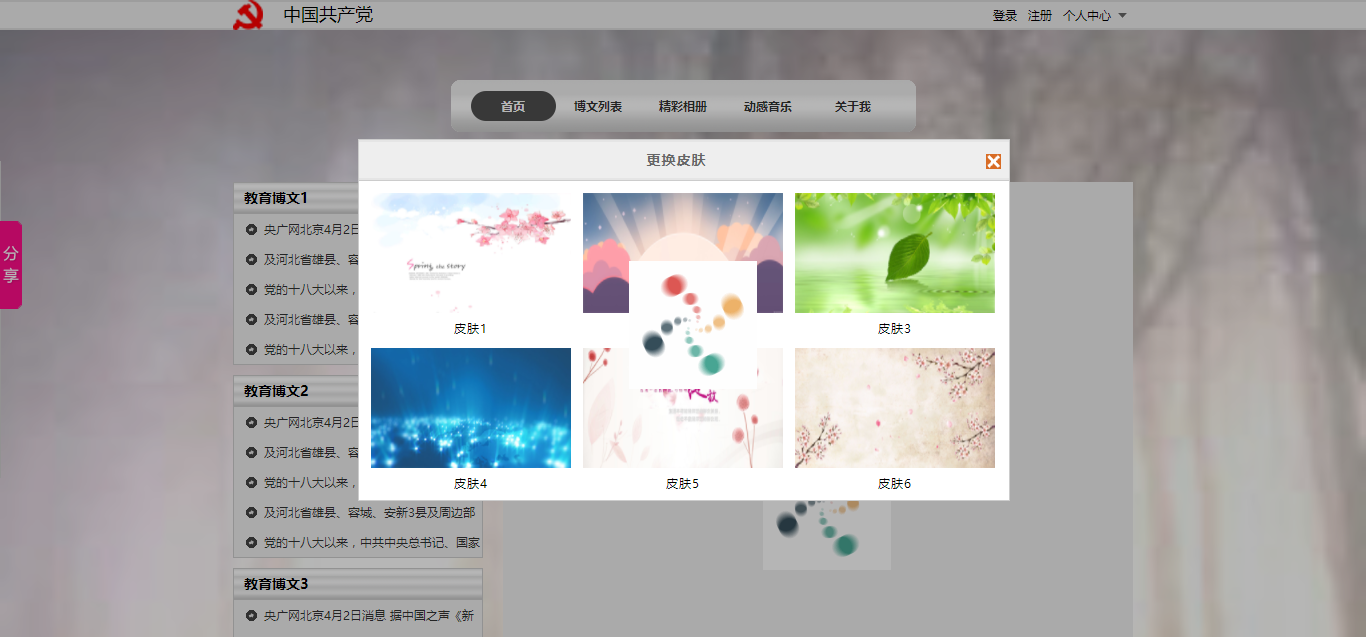 中国共产党
登录 注册 个人中心
首页 博文列表 精彩相册 动感音乐 关于我
更换皮肤
分
享
教育博文1
央广网北京4月2日
及河北省雄县、容
党的十八大以来，
及河北省雄县、容
党的十八大以来，
教育博文2
央广网北京4月2日
及河北省雄县、容
党的十八大以来，
及河北省雄县、容城、安新3县及周边部
党的十八大以来，中共中央总书记、国家
教育博文3
央广网北京4月2日消息 据中国之声《新
Spring the story
皮肤1
皮肤3
皮肤4
皮肤5
皮肤6